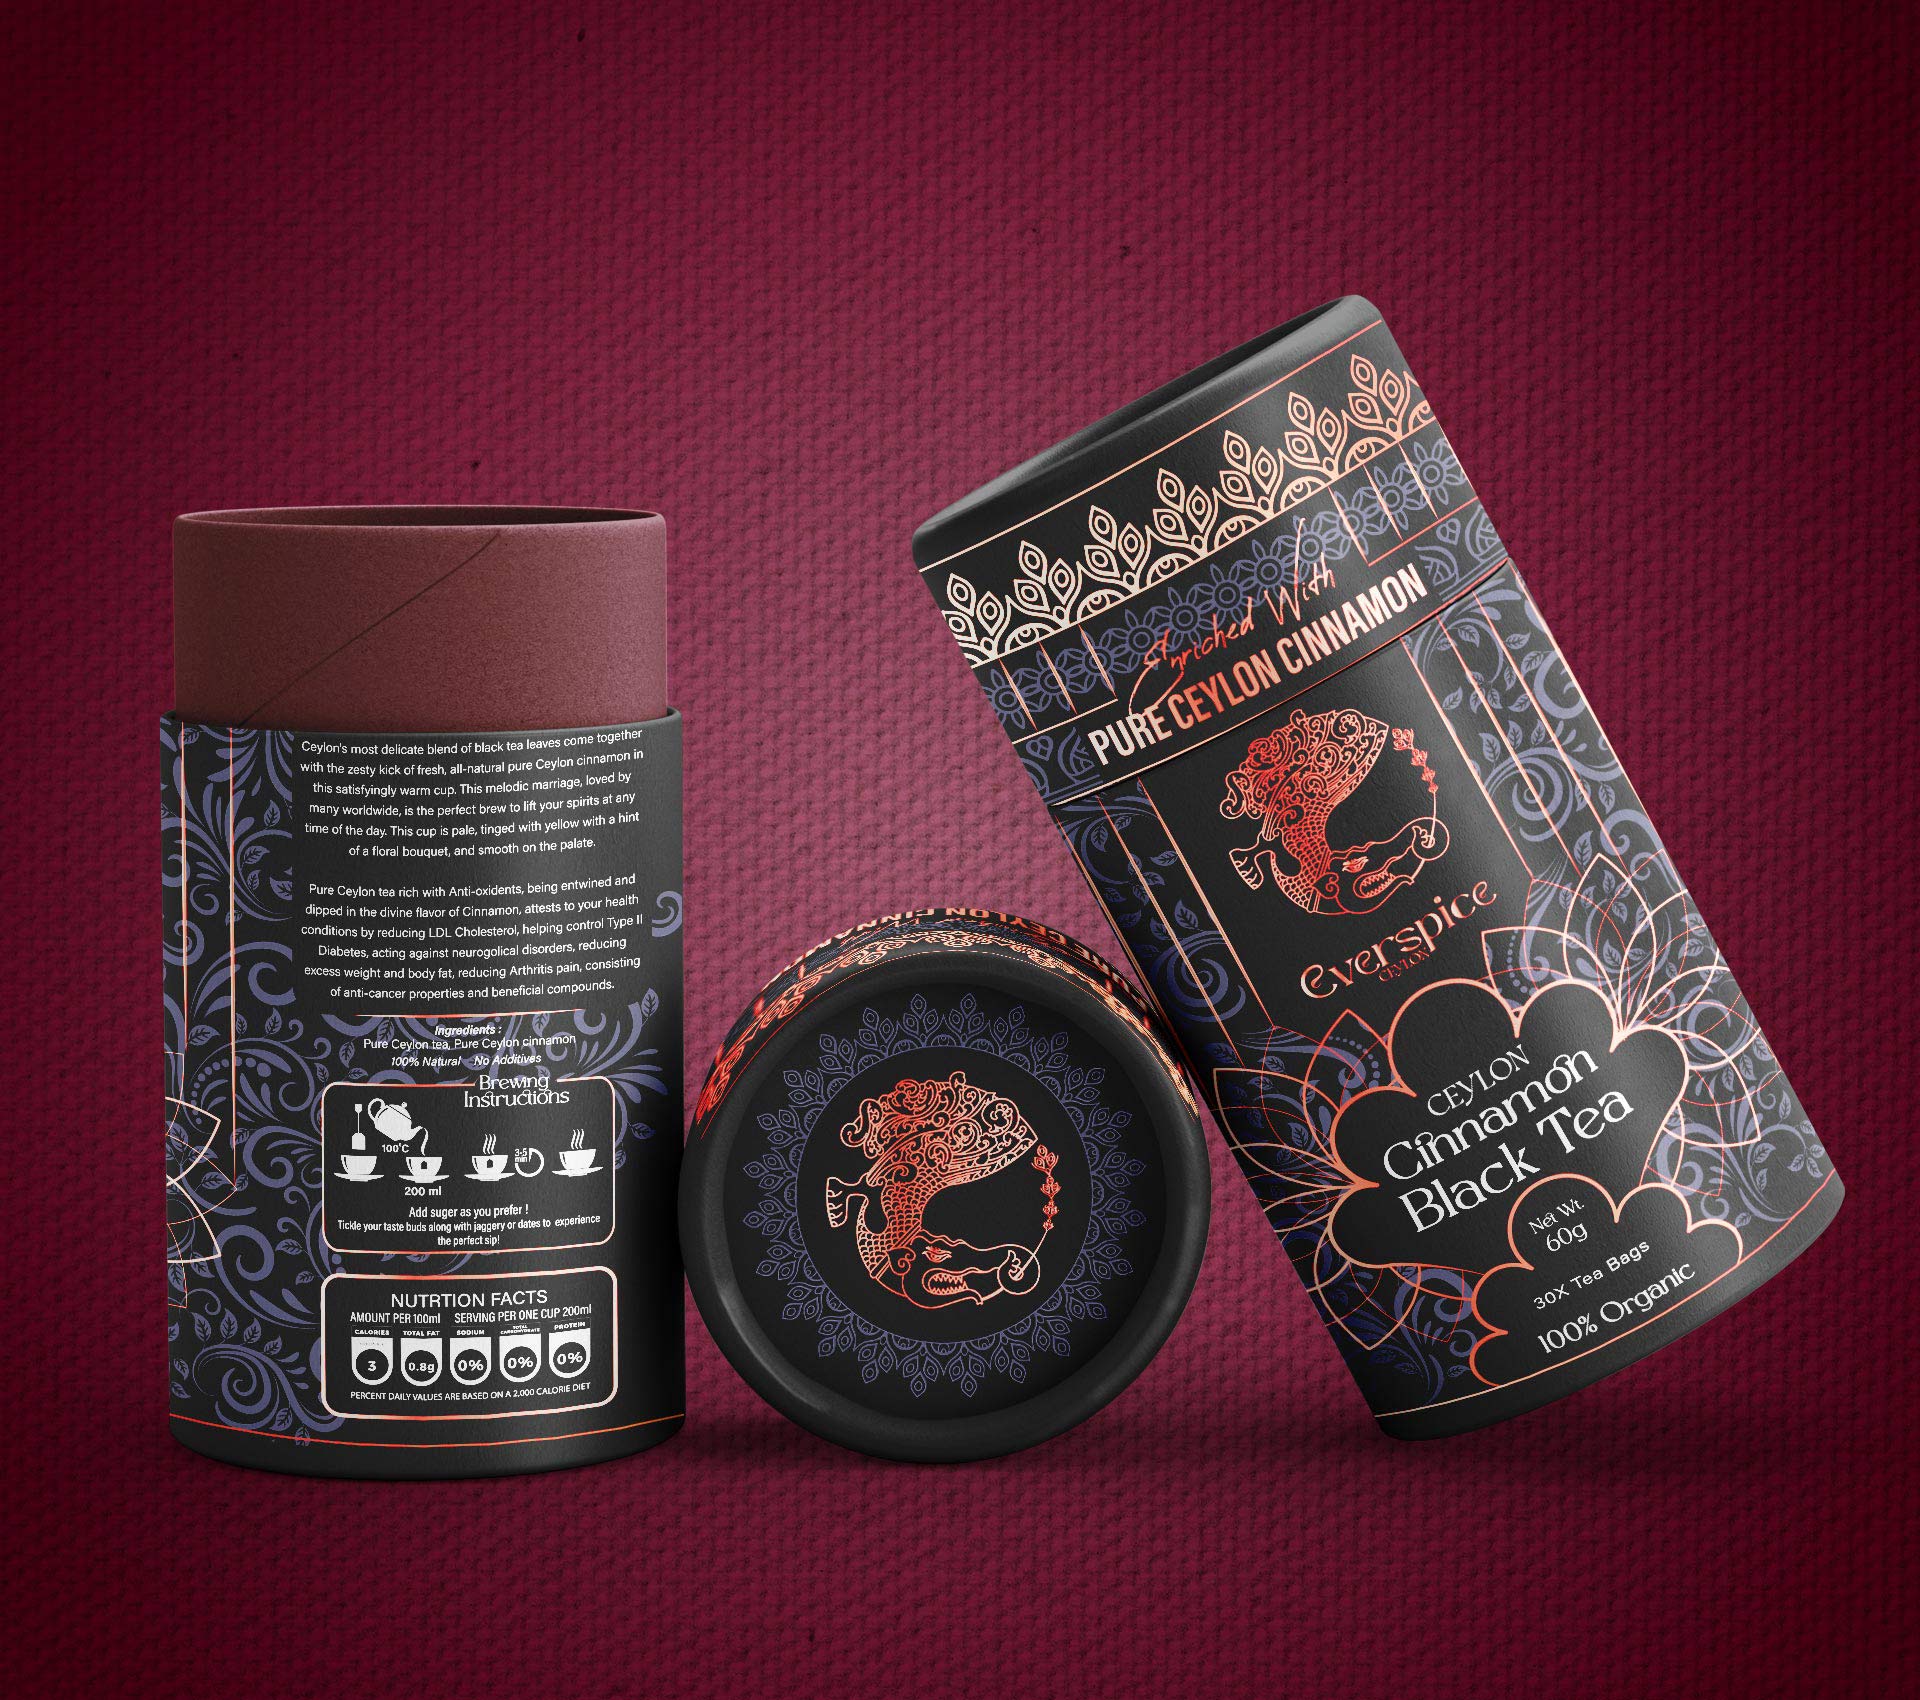 Ceylon's most delicate blend of black tea leaves come together
with the zesty kick of fresh, all-natural pure Ceylon cinnamon in
this satisfyingly warm cup. This melodic marriage, loved by
many worldwide, is the perfect brew to lift your spirits at any
time of the day. This cup is pale, tinged with yellow with a hint
of a floral bouquet, and smooth on the palate.
Pure Ceylon tea rich with Anti-oxidents, being entwined and
dipped in the divine flavor of Cinnamon, attests to your health
conditions by reducing LDL Cholesterol, helping control Type II
Diabetes, acting against neurogolical disorders, reducing
excess weight and body fat, reducing Arthritis pain, consisting
of anti-cancer properties and beneficial compounds.
Ingredients :
Pure Ceylon tea, Pure Ceylon cinnamon
100% Natural No Additives
Brewing
Instructions
100°C
3-5
min
200 ml
Add suger as you prefer !
Tickle your taste buds along with jaggery or dates to experience
the perfect sip!
NUTRTION FACTS
AMOUNT PER 100ml SERVING PER ONE CUP 200ml
CALORIES TOTAL FAT SODIUM TOTAL CARBOHYDRATE PROTEIN
3 0.8g 0% 0% 0%
PERCENT DAILY VALUES ARE BASED ON A 2,000 CALORIE DIET
Enriched With
PURE CEYLON CINNAMON
everspice
CEYLON
CEYLON
Cinnamon
Black Tea
Net Wt.
60g
30X Tea Bags
100% Organic